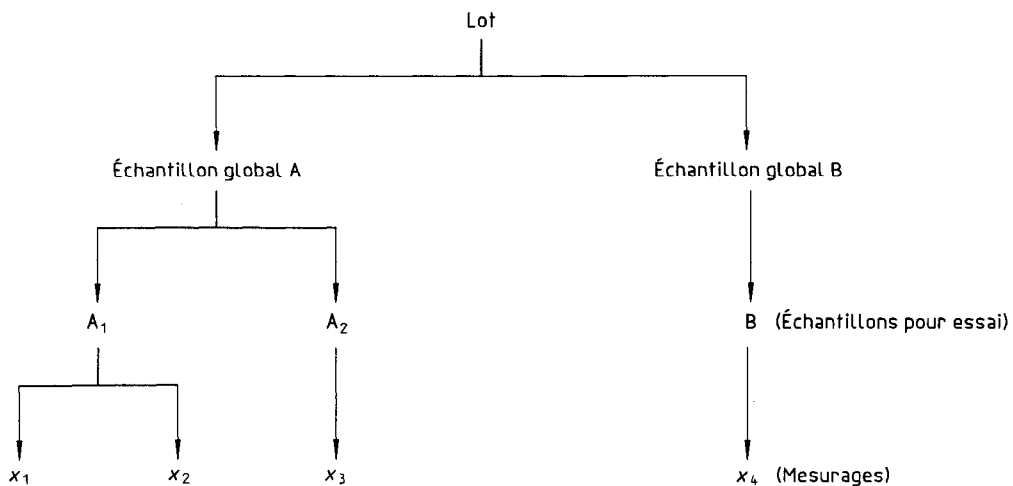 Lot
Échantillon global A Échantillon global B
A₁ A₂ B (Échantillons pour essai)
x₁ x₂ x₃ x₄ (Mesurages)